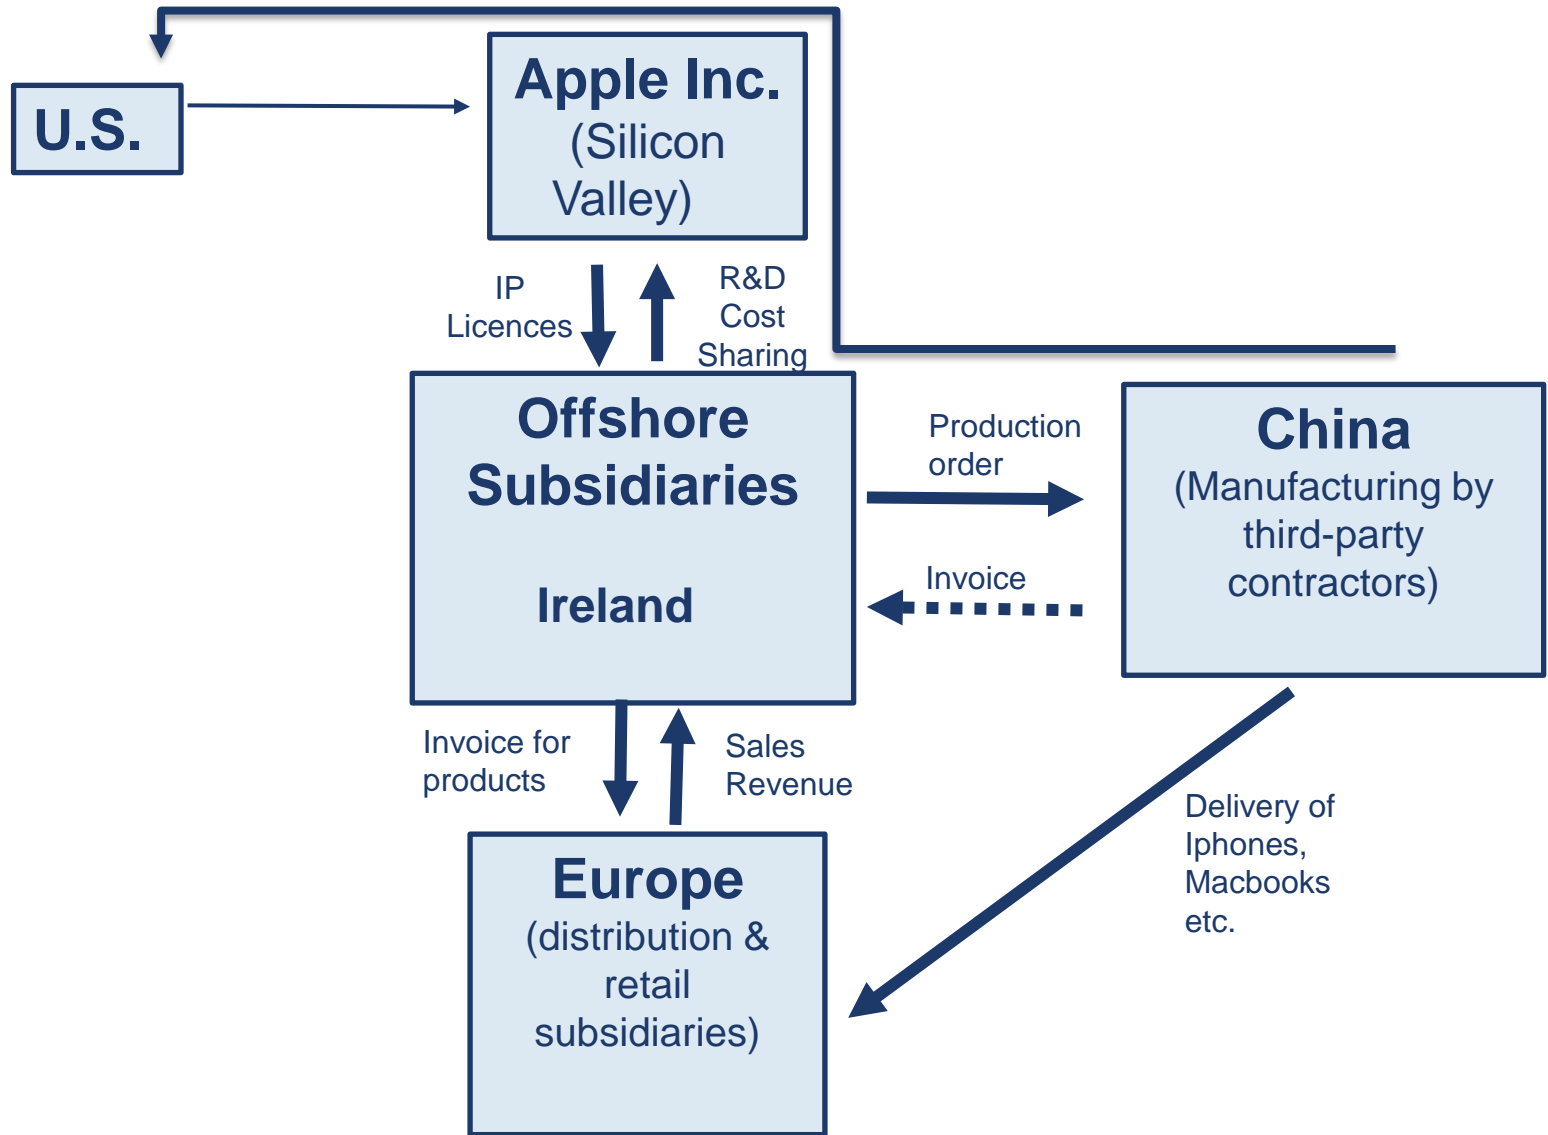 U.S.
Apple Inc.
(Silicon
Valley)
IP
Licences
R&D
Cost
Sharing
Offshore
Subsidiaries
Ireland
Production
order
Invoice
China
(Manufacturing by
third-party
contractors)
Invoice for
products
Sales
Revenue
Delivery of
Iphones,
Macbooks
etc.
Europe
(distribution &
retail
subsidiaries)